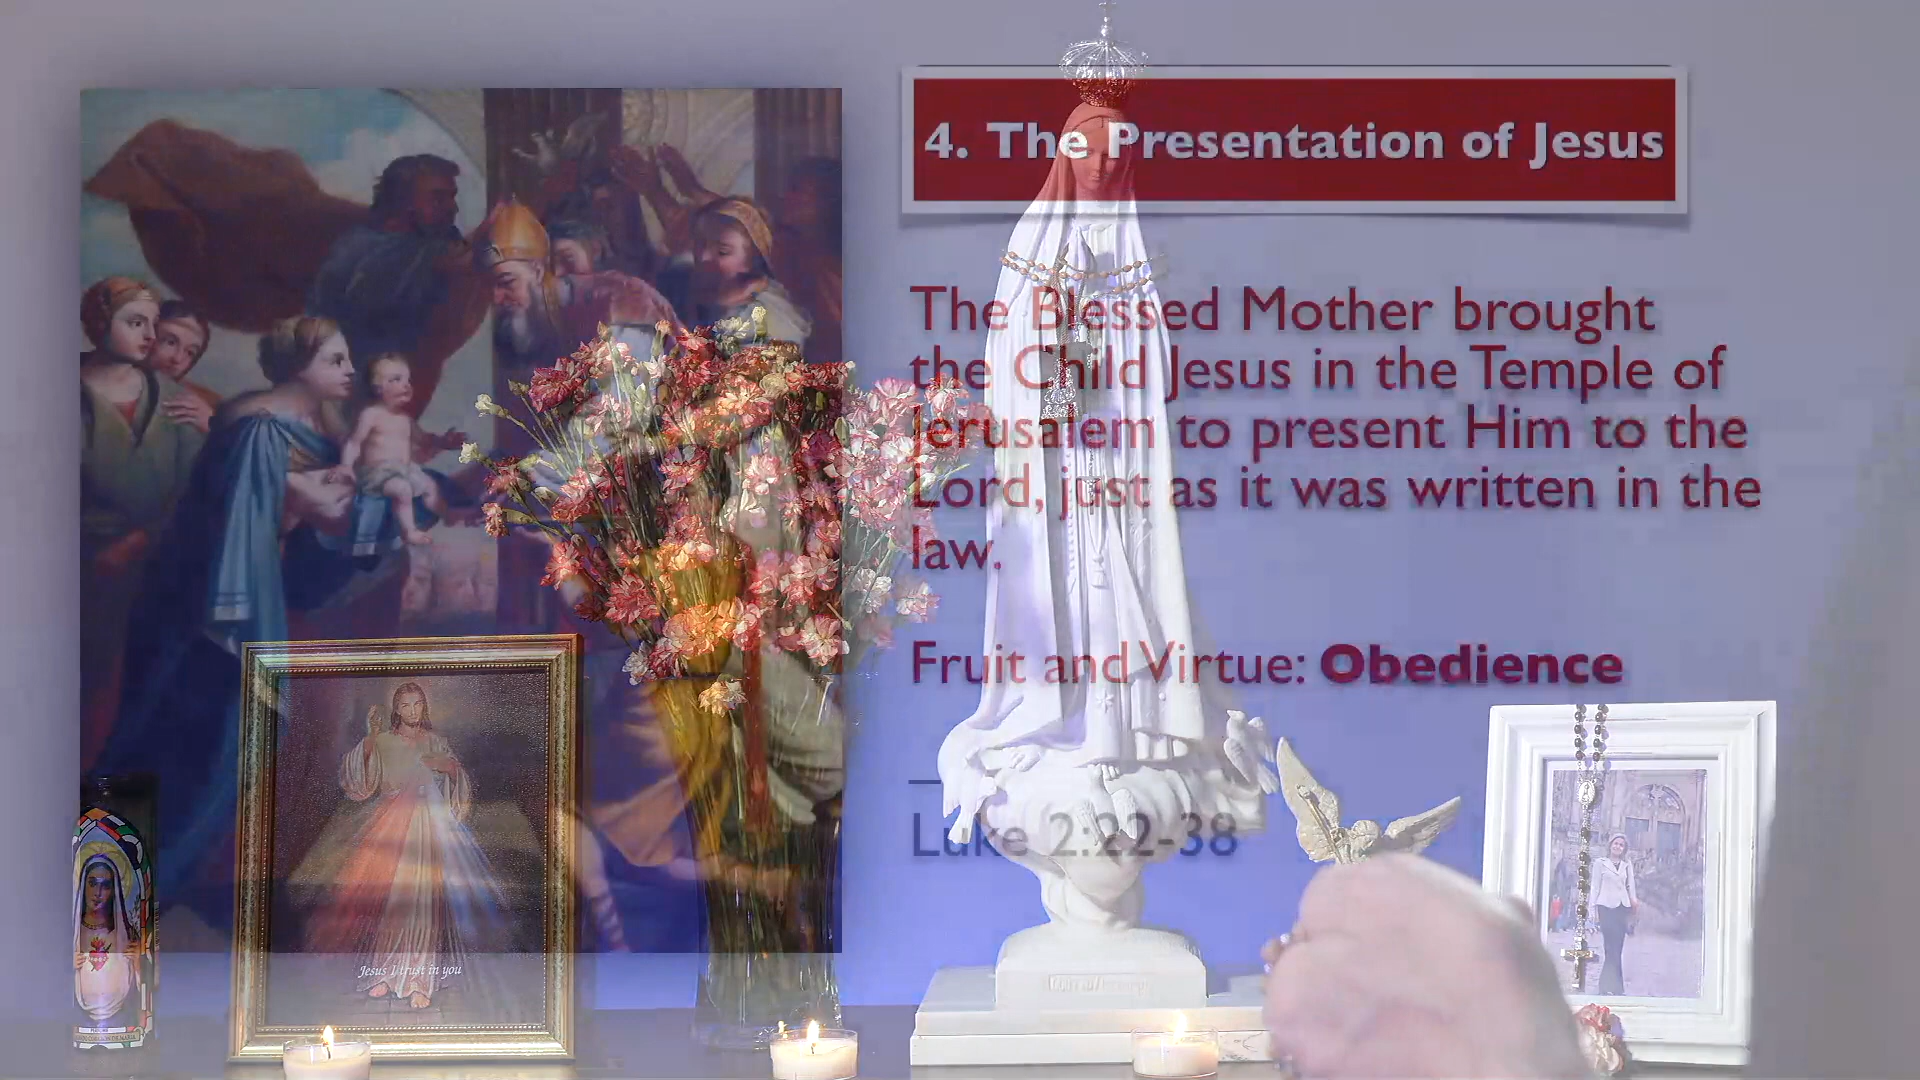 4. The Presentation of Jesus
The Blessed Mother brought
the Child Jesus in the Temple of
Jerusalem to present Him to the
Lord, just as it was written in the
law.
Fruit and Virtue: Obedience
Luke 2:22-38
Jesus I trust in you